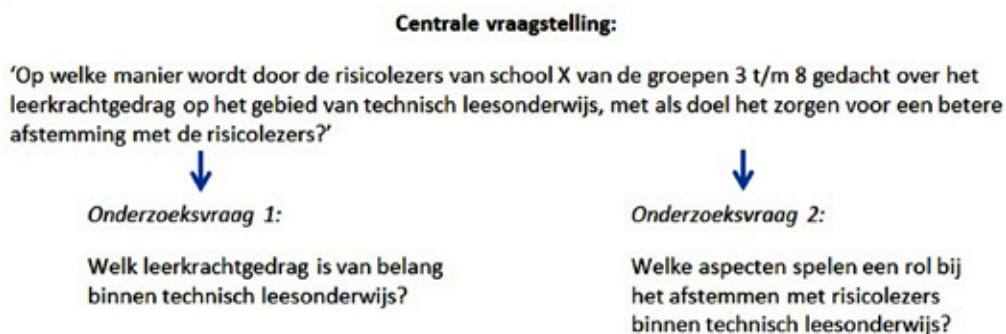 Centrale vraagstelling:
‘Op welke manier wordt door de risicolezers van school X van de groepen 3 t/m 8 gedacht over het
leerkrachtgedrag op het gebied van technisch leesonderwijs, met als doel het zorgen voor een betere
afstemming met de risicolezers?’
Onderzoeksvraag 1:
Welk leerkrachtgedrag is van belang
binnen technisch leesonderwijs?
Onderzoeksvraag 2:
Welke aspecten spelen een rol bij
het afstemmen met risicolezers
binnen technisch leesonderwijs?